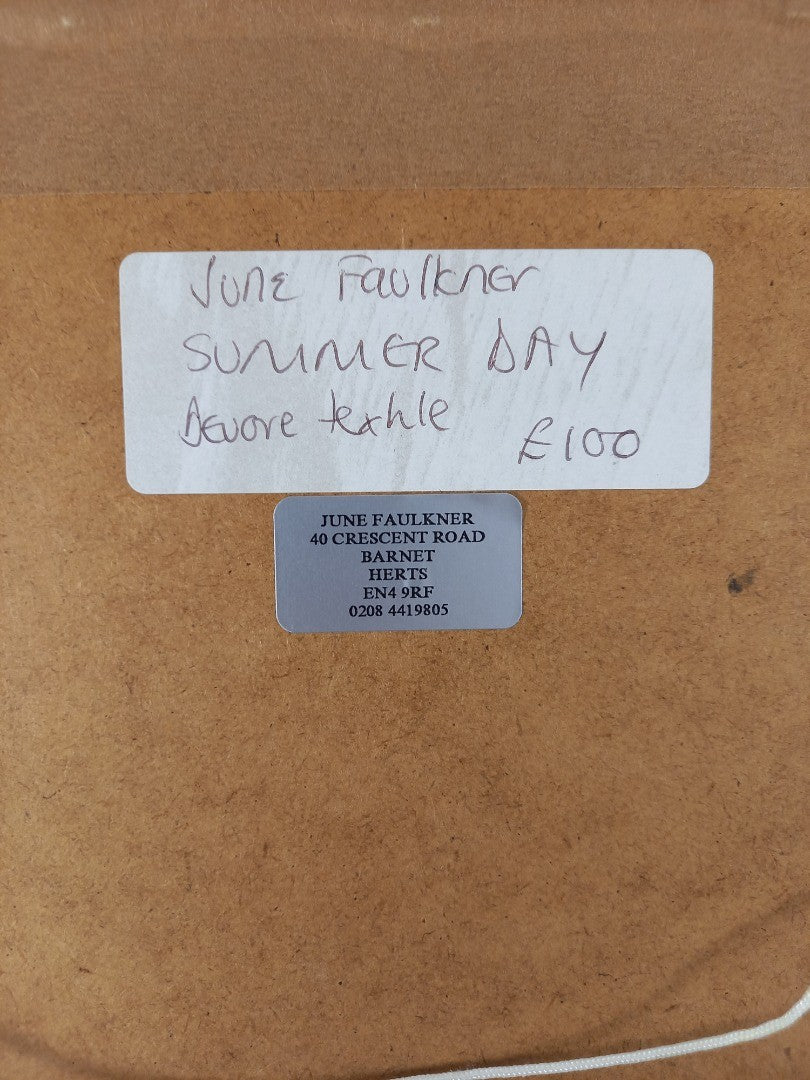 June Faulkner
SUMMER DAY
Devore textile
£100
JUNE FAULKNER
40 CRESCENT ROAD
BARNET
HERTS
EN4 9RF
0208 4419805